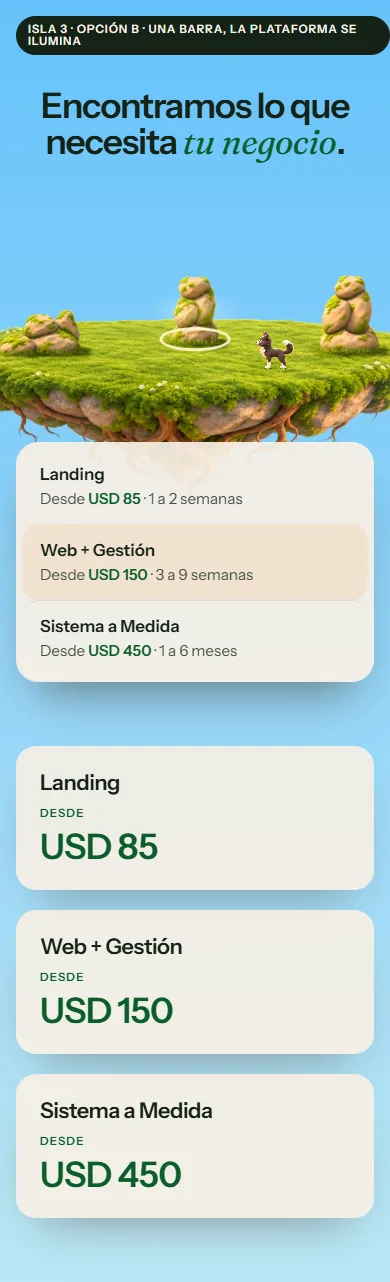 ISLA 3 · OPCIÓN B · UNA BARRA, LA PLATAFORMA SE
ILUMINA
Encontramos lo que
necesita tu negocio.
Landing
Desde USD 85 · 1 a 2 semanas
Web + Gestión
Desde USD 150 · 3 a 9 semanas
Sistema a Medida
Desde USD 450 · 1 a 6 meses
Landing
DESDE
USD 85
Web + Gestión
DESDE
USD 150
Sistema a Medida
DESDE
USD 450